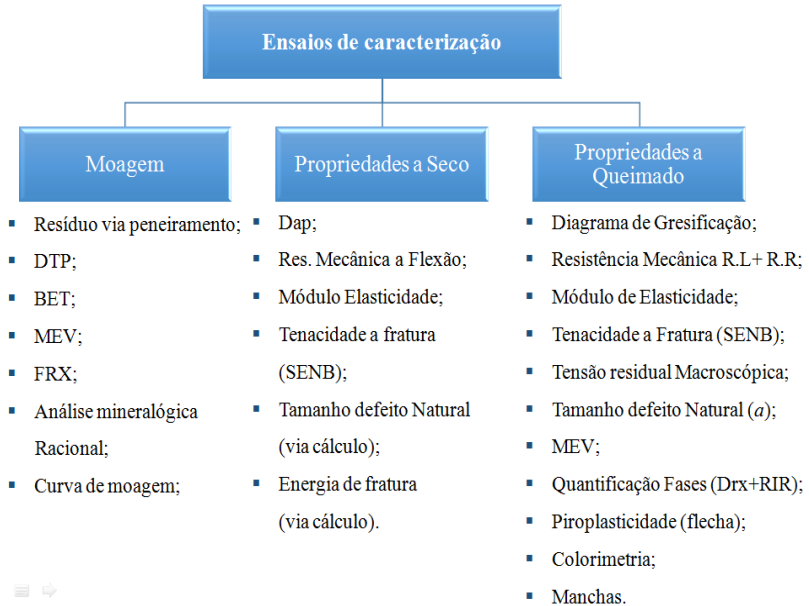 Ensaios de caracterização
Moagem
Resíduo via peneiramento;
DTP;
BET;
MEV;
FRX;
Análise mineralógica
Racional;
Curva de moagem;
Propriedades a Seco
Dap;
Res. Mecânica a Flexão;
Módulo Elasticidade;
Tenacidade a fratura
(SENB);
Tamanho defeito Natural
(via cálculo);
Energia de fratura
(via cálculo).
Propriedades a
Queimado
Diagrama de Gresificação;
Resistência Mecânica R.L+ R.R;
Módulo de Elasticidade;
Tenacidade a Fratura (SENB);
Tensão residual Macroscópica;
Tamanho defeito Natural (a);
MEV;
Quantificação Fases (Drx+RIR);
Piroplasticidade (flecha);
Colorimetria;
Manchas.